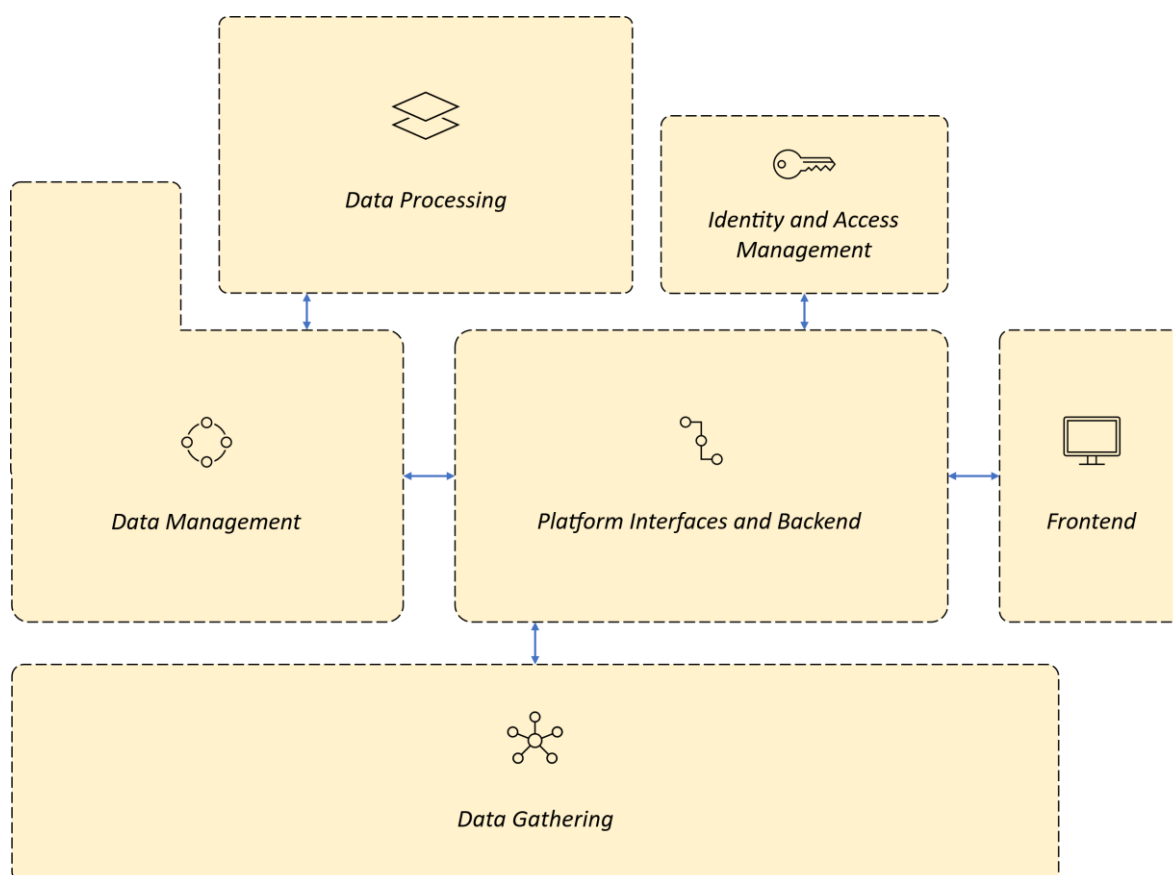 Data Processing
Identity and Access
Management
Data Management
Platform Interfaces and Backend
Frontend
Data Gathering